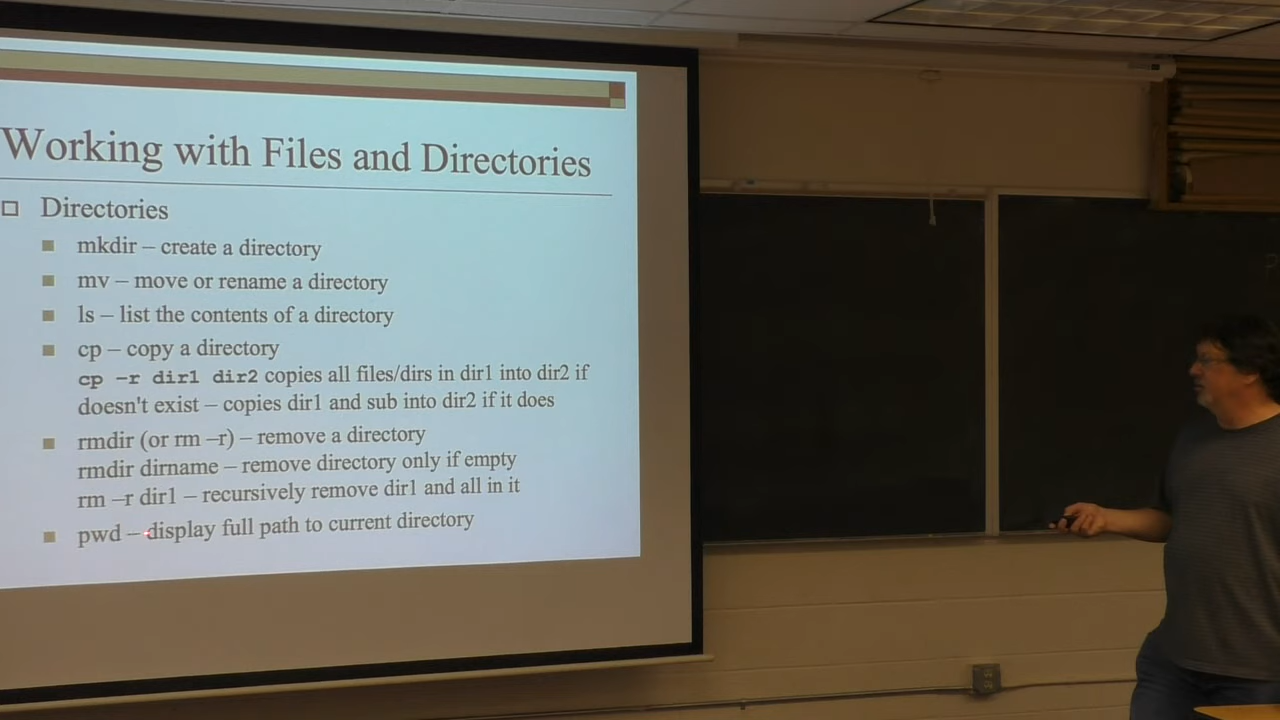 Working with Files and Directories
Directories
mkdir – create a directory
mv – move or rename a directory
ls – list the contents of a directory
cp – copy a directory
cp –r dir1 dir2 copies all files/dirs in dir1 into dir2 if
doesn't exist – copies dir1 and sub into dir2 if it does
rmdir (or rm –r) – remove a directory
rmdir dirname – remove directory only if empty
rm –r dir1 – recursively remove dir1 and all in it
pwd – display full path to current directory